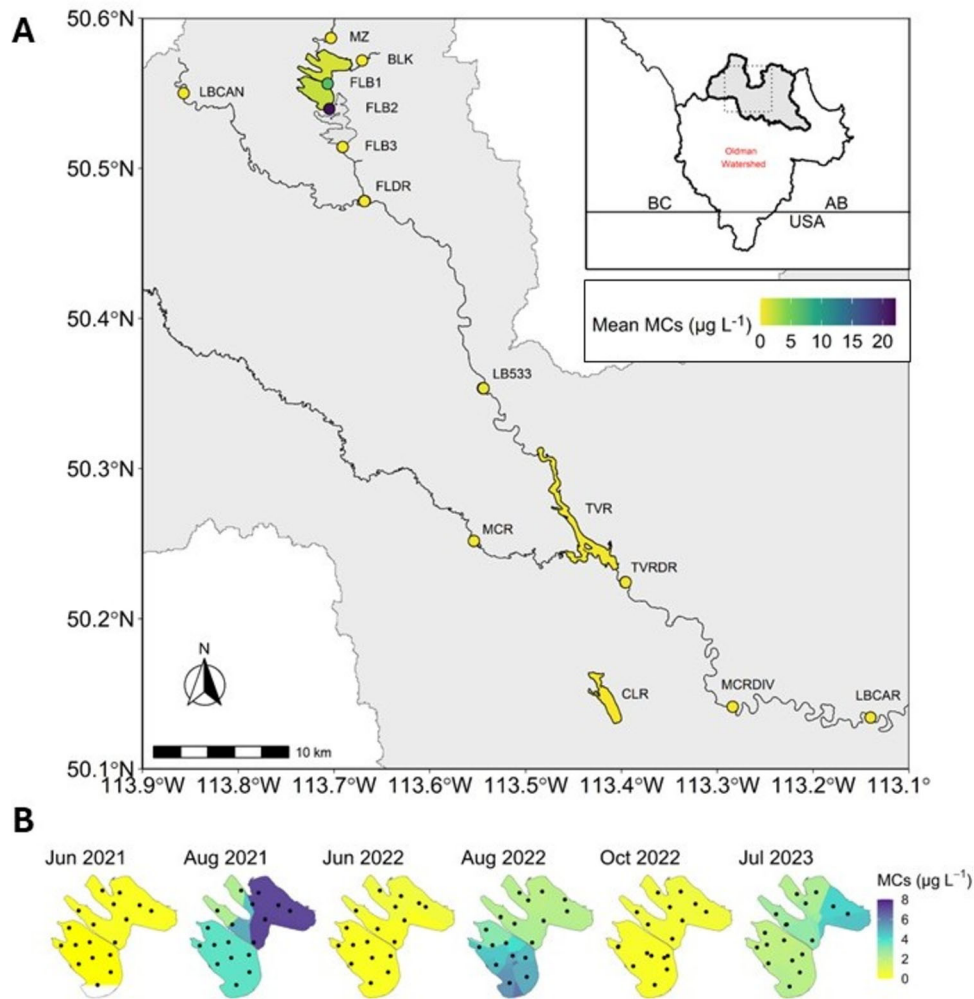 A
50.6°N
50.5°N
50.4°N
50.3°N
50.2°N
50.1°N
113.9°W 113.8°W 113.7°W 113.6°W 113.5°W 113.4°W 113.3°W 113.2°W 113.1°
MZ
BLK
LBCAN
FLB1
FLB2
FLB3
FLDR
LB533
TVR
MCR
TVRDR
CLR
MCRDIV
LBCAR
N
10 km
Oldman
Watershed
BC
AB
USA
Mean MCs (µg L⁻¹)
0 5 10 15 20
B
Jun 2021
Aug 2021
Jun 2022
Aug 2022
Oct 2022
Jul 2023
MCs (µg L⁻¹)
8
6
4
2
0